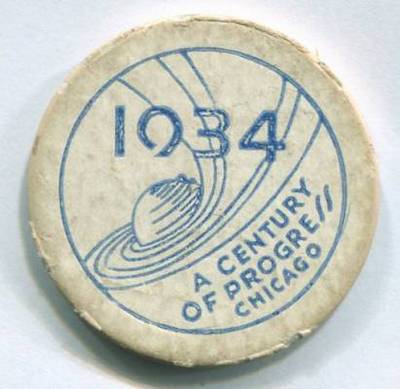 1934
A CENTURY
OF PROGRESS
CHICAGO